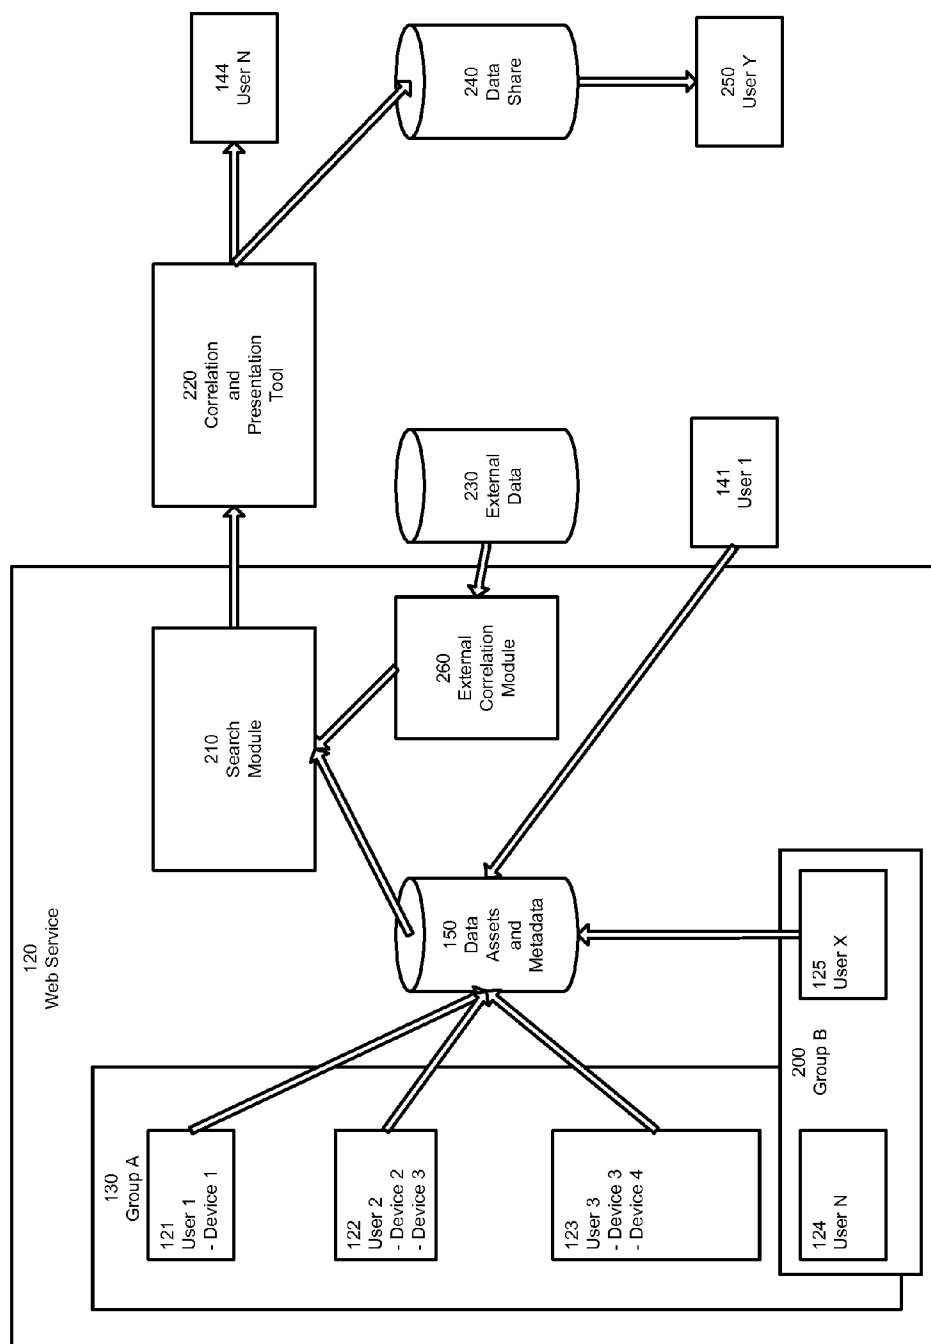 120
Web Service
130
Group A
121
User 1
- Device 1
122
User 2
- Device 2
- Device 3
123
User 3
- Device 3
- Device 4
200
Group B
124
User N
125
User X
150
Data
Assets
and
Metadata
210
Search
Module
260
External
Correlation
Module
230
External
Data
141
User 1
220
Correlation
and
Presentation
Tool
144
User N
240
Data
Share
250
User Y